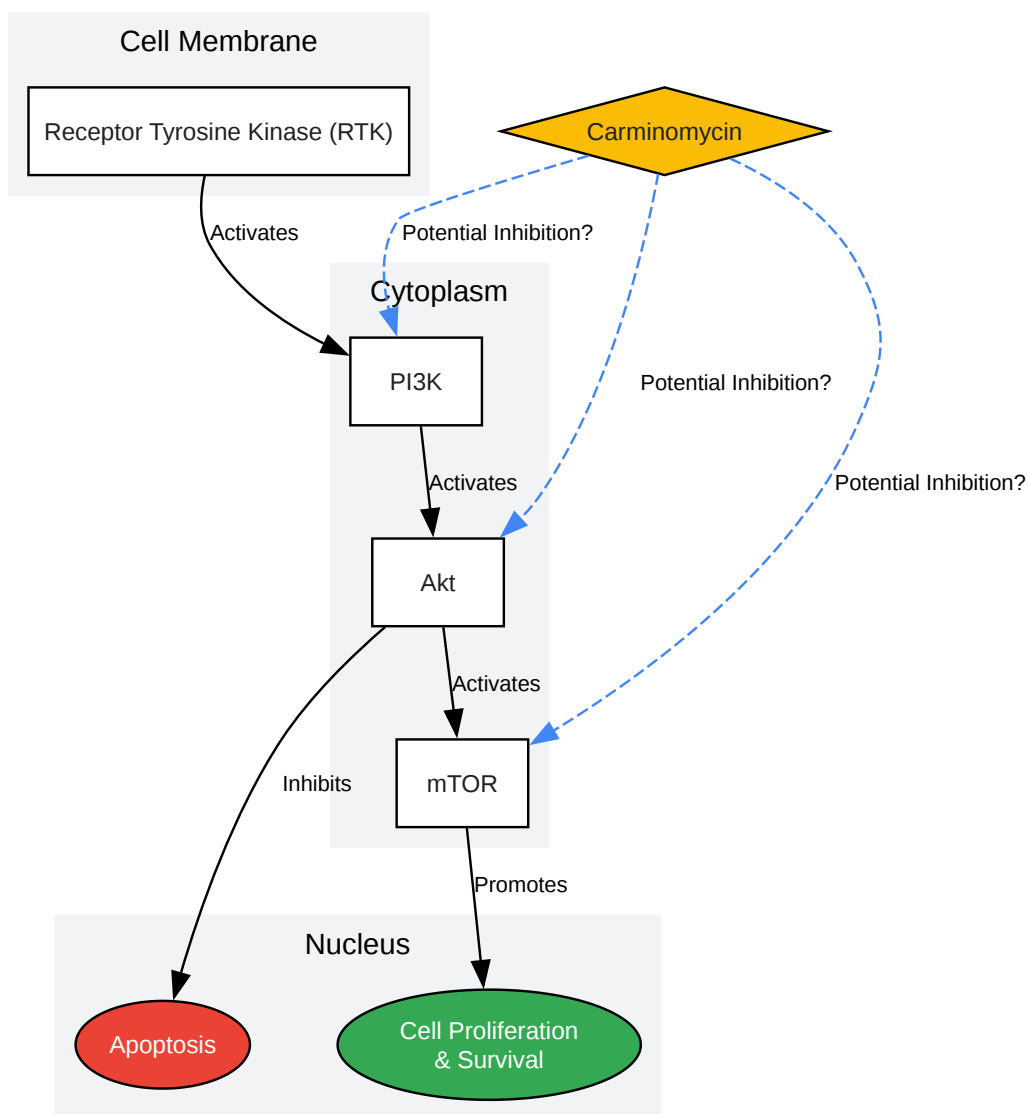 Cell Membrane
Receptor Tyrosine Kinase (RTK)
Carminomycin
Activates
Potential Inhibition?
Cytoplasm
PI3K
Potential Inhibition?
Activates
Potential Inhibition?
Akt
Activates
Inhibits
mTOR
Promotes
Nucleus
Apoptosis
Cell Proliferation
& Survival